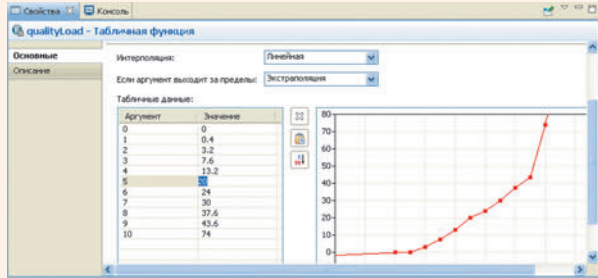 Свойства Консоль
qualityLoad - Табличная функция
Основные
Описание
Интерполяция: Линейная
Если аргумент выходит за пределы: Экстраполяция
Табличные данные:
Аргумент Значение
0 0
1 0.4
2 3.2
3 7.6
4 13.2
5 20
6 24
7 30
8 37.6
9 43.6
10 74
80
70
60
50
40
30
20
10
0